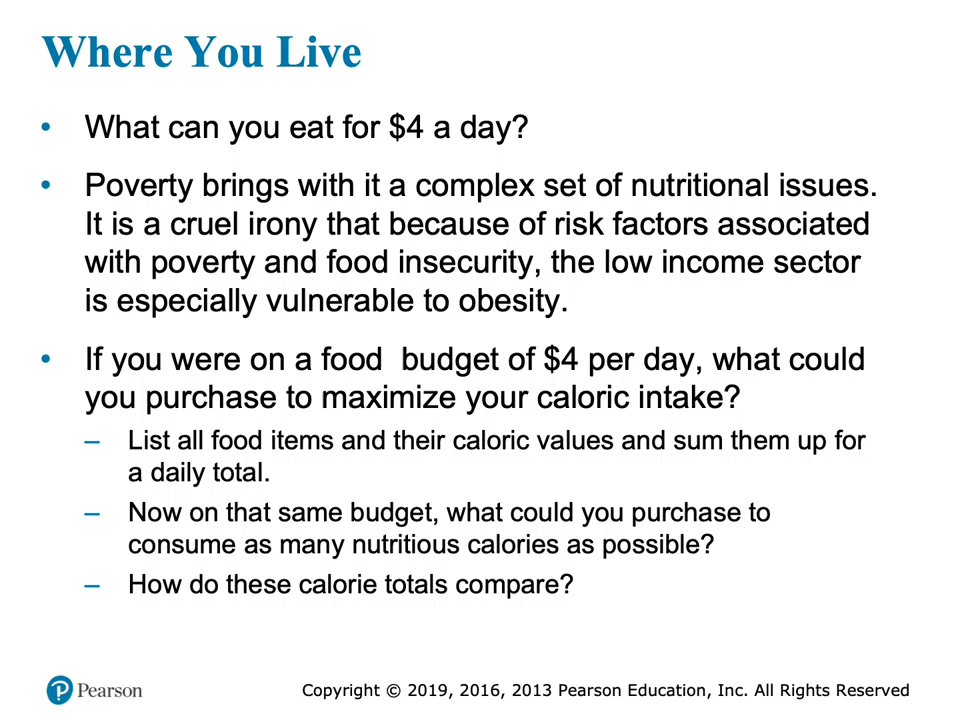 Where You Live
• What can you eat for $4 a day?
• Poverty brings with it a complex set of nutritional issues.
It is a cruel irony that because of risk factors associated
with poverty and food insecurity, the low income sector
is especially vulnerable to obesity.
• If you were on a food  budget of $4 per day, what could
you purchase to maximize your caloric intake?
– List all food items and their caloric values and sum them up for
a daily total.
– Now on that same budget, what could you purchase to
consume as many nutritious calories as possible?
– How do these calorie totals compare?
P Pearson
Copyright © 2019, 2016, 2013 Pearson Education, Inc. All Rights Reserved